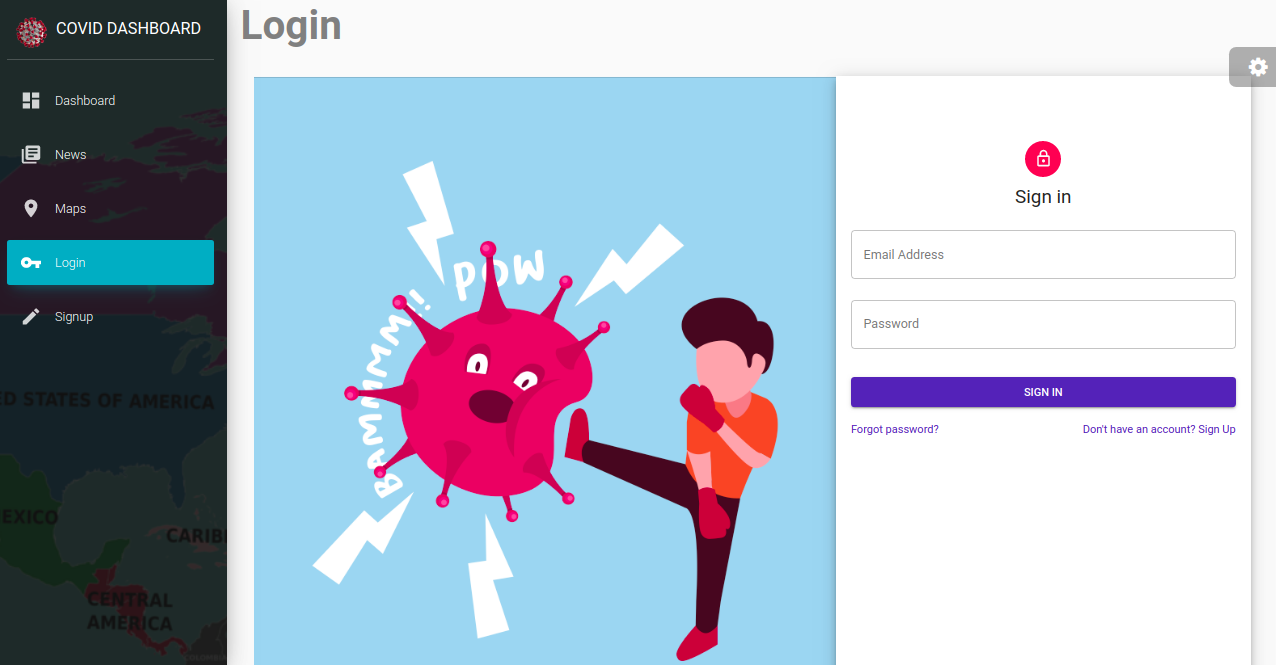 COVID DASHBOARD
Dashboard
News
Maps
Login
Signup
ED STATES OF AMERICA
EXICO
CARIB
CENTRAL
AMERICA
Login
BAMMMM!! POW
Sign in
Email Address
Password
SIGN IN
Forgot password?
Don't have an account? Sign Up